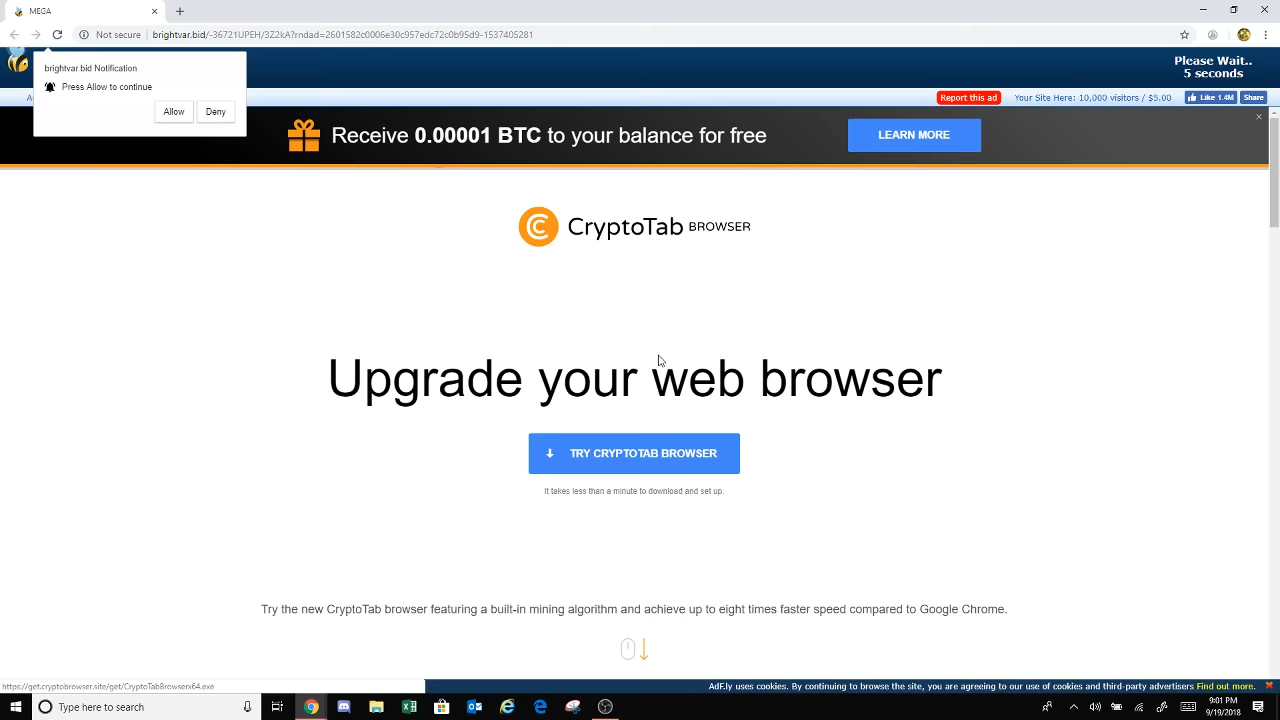 MEGA
Not secure
brightvar.bid/-36721UPEH/3Z2kA?rndad=2601582c0006e30c957edc72c0b95d9-1537405281
Please Wait..
5 seconds
brightvar.bid Notification
Press Allow to continue
Allow
Deny
Report this ad
Your Site Here: 10,000 visitors / $5.00
Like 1.4M
Share
Receive 0.00001 BTC to your balance for free
LEARN MORE
CryptoTab BROWSER
Upgrade your web browser
TRY CRYPTOTAB BROWSER
It takes less than a minute to download and set up.
Try the new CryptoTab browser featuring a built-in mining algorithm and achieve up to eight times faster speed compared to Google Chrome.
https://get.cryptobrowser.site/get/CryptoTabBrowserx64.exe
AdF.ly uses cookies. By continuing to browse the site, you are agreeing to our use of cookies and third-party advertisers Find out more.
Type here to search
9:01 PM
9/19/2018